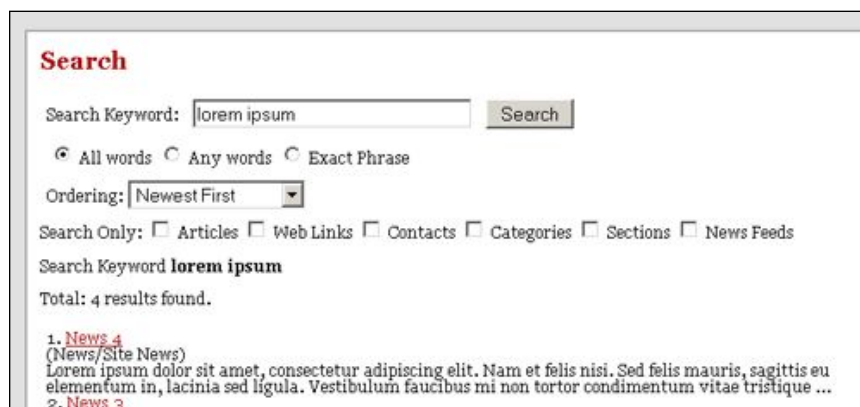 Search
Search Keyword: lorem ipsum Search
All words Any words Exact Phrase
Ordering: Newest First
Search Only: Articles Web Links Contacts Categories Sections News Feeds
Search Keyword lorem ipsum
Total: 4 results found.
1. News 4
(News/Site News)
Lorem ipsum dolor sit amet, consectetur adipiscing elit. Nam et felis nisi. Sed felis mauris, sagittis eu
elementum in, lacinia sed ligula. Vestibulum faucibus mi non tortor condimentum vitae tristique ...
2. News 3